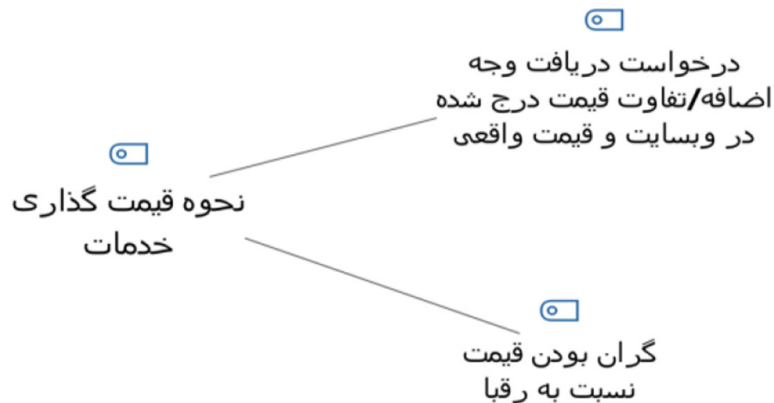 درخواست دریافت وجه
اضافه/تفاوت قیمت درج شده
در وبسایت و قیمت واقعی
نحوه قیمت گذاری
خدمات
گران بودن قیمت
نسبت به رقبا